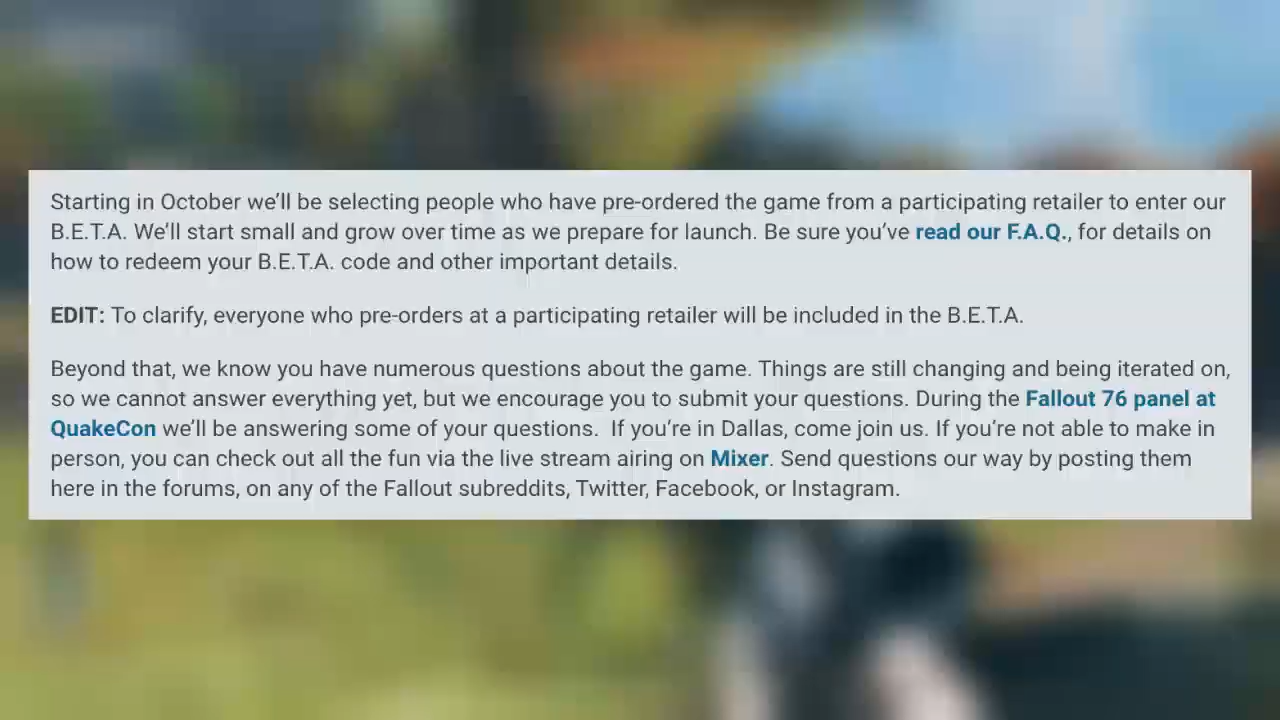 Starting in October we'll be selecting people who have pre-ordered the game from a participating retailer to enter our
B.E.T.A. We'll start small and grow over time as we prepare for launch. Be sure you've read our F.A.Q., for details on
how to redeem your B.E.T.A. code and other important details.
EDIT: To clarify, everyone who pre-orders at a participating retailer will be included in the B.E.T.A.
Beyond that, we know you have numerous questions about the game. Things are still changing and being iterated on,
so we cannot answer everything yet, but we encourage you to submit your questions. During the Fallout 76 panel at
QuakeCon we'll be answering some of your questions.  If you're in Dallas, come join us. If you're not able to make in
person, you can check out all the fun via the live stream airing on Mixer. Send questions our way by posting them
here in the forums, on any of the Fallout subreddits, Twitter, Facebook, or Instagram.